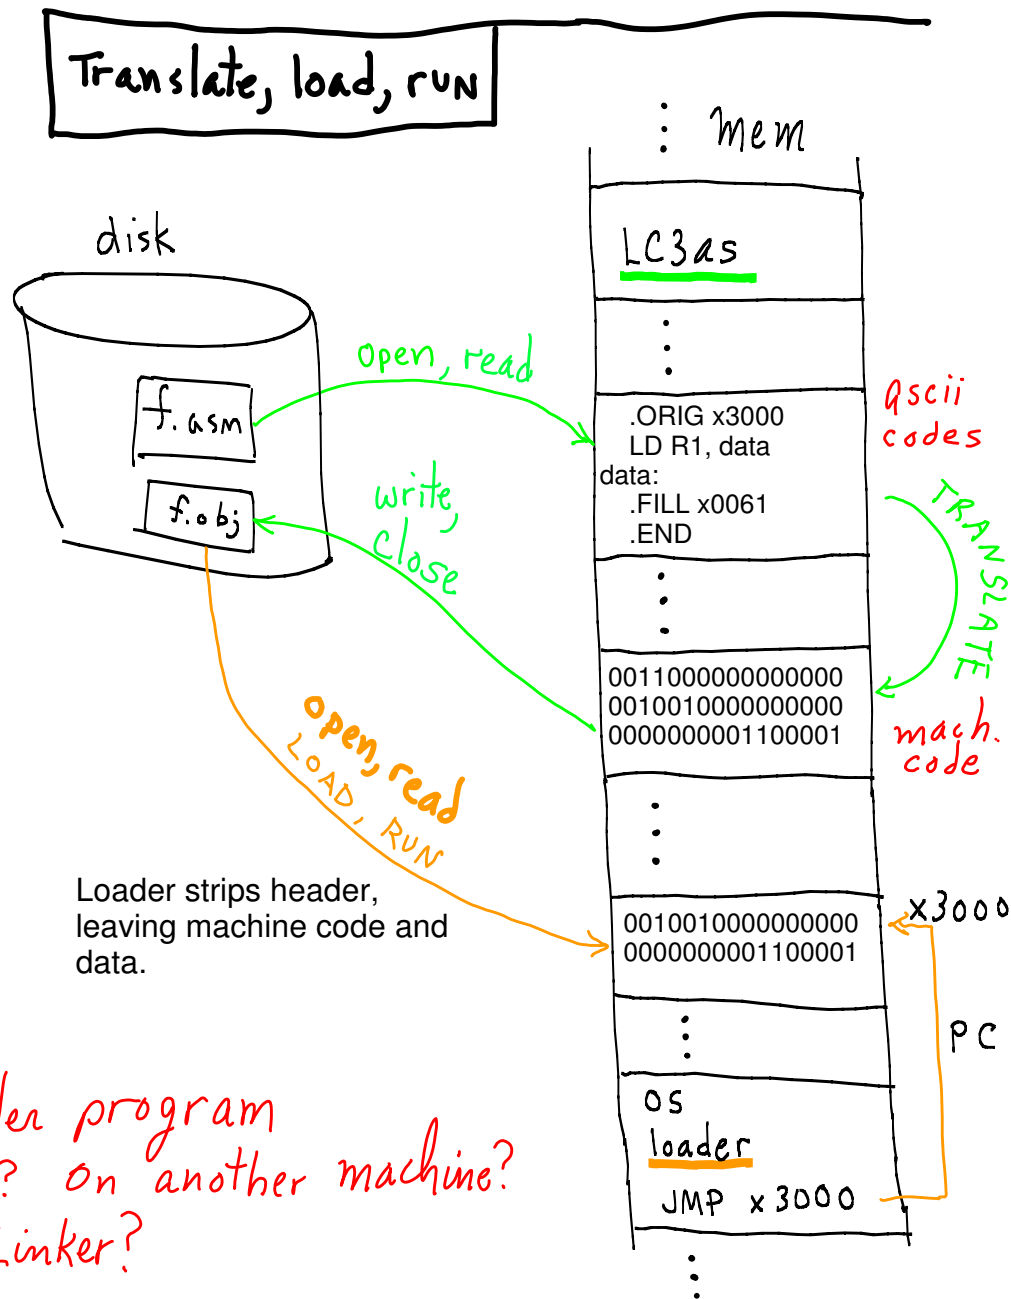 Translate, load, run
mem
disk
LC3as
open, read
f.asm
.ORIG x3000
LD R1, data
data:
.FILL x0061
.END
ascii
codes
write,
close
f.obj
TRANSLATE
0011000000000000
0010010000000000
0000000001100001
mach.
code
open, read
LOAD, RUN
Loader strips header,
leaving machine code and
data.
0010010000000000
0000000001100001
x3000
PC
OS
loader
JMP x3000
program
? On another machine?
Linker?